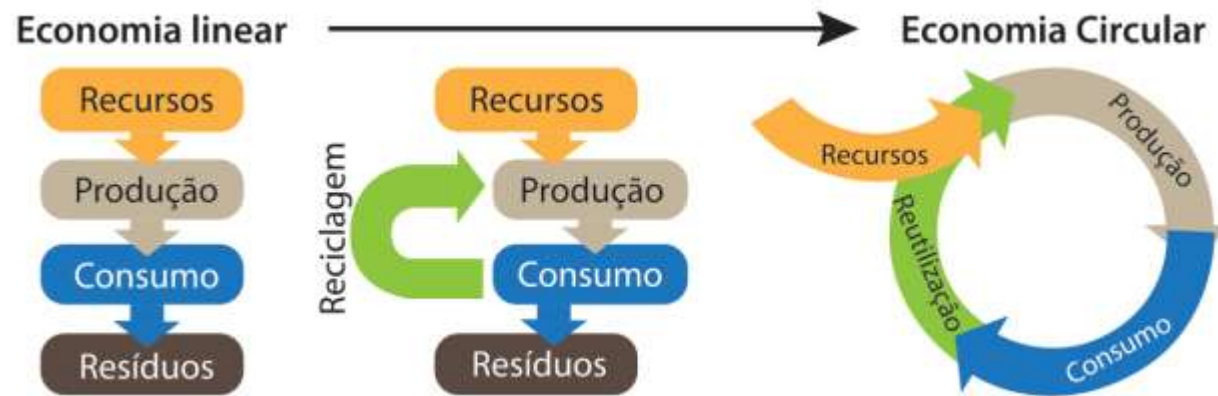 Economia linear
Economia Circular
Recursos
Produção
Consumo
Resíduos
Reciclagem
Recursos
Produção
Consumo
Resíduos
Recursos
Produção
Consumo
Reutilização